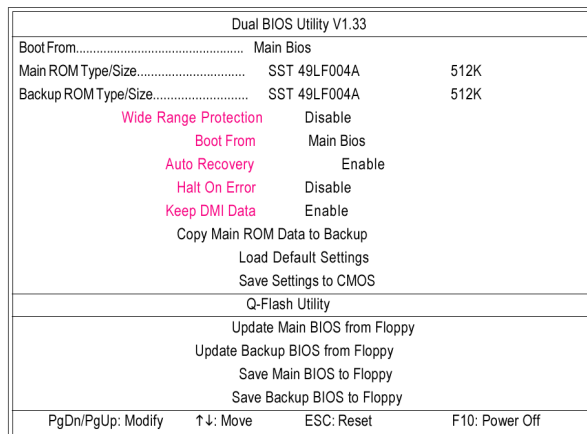 Dual BIOS Utility V1.33
Boot From.................................................. Main Bios
Main ROM Type/Size................................ SST 49LF004A 512K
Backup ROM Type/Size............................ SST 49LF004A 512K
Wide Range Protection Disable
Boot From Main Bios
Auto Recovery Enable
Halt On Error Disable
Keep DMI Data Enable
Copy Main ROM Data to Backup
Load Default Settings
Save Settings to CMOS
Q-Flash Utility
Update Main BIOS from Floppy
Update Backup BIOS from Floppy
Save Main BIOS to Floppy
Save Backup BIOS to Floppy
PgDn/PgUp: Modify ↑↓: Move ESC: Reset F10: Power Off